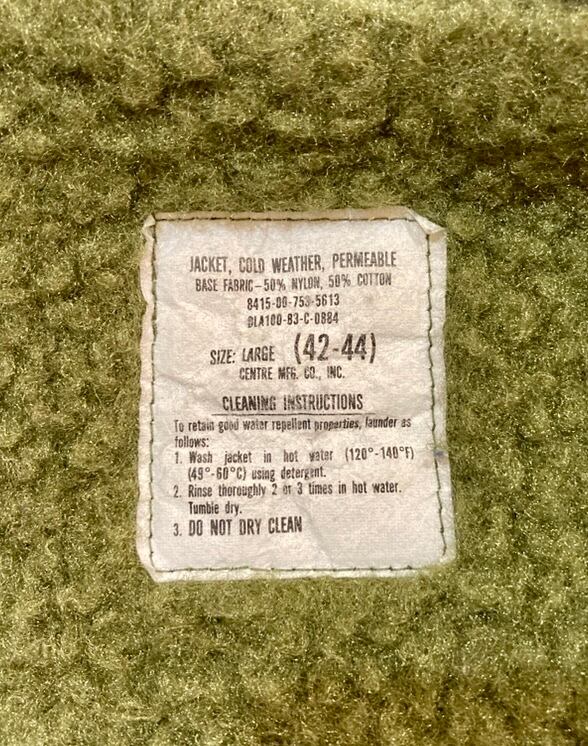 JACKET, COLD WEATHER, PERMEABLE
BASE FABRIC-50% NYLON, 50% COTTON
8415-00-753-5613
DLA100-83-C-0884
SIZE: LARGE (42-44)
CENTRE MFG. CO., INC.
CLEANING INSTRUCTIONS
To retain good water repellent properties, launder as
follows:
1. Wash jacket in hot water (120°-140°F)
(49°-60°C) using detergent.
2. Rinse thoroughly 2 or 3 times in hot water.
Tumble dry.
3. DO NOT DRY CLEAN